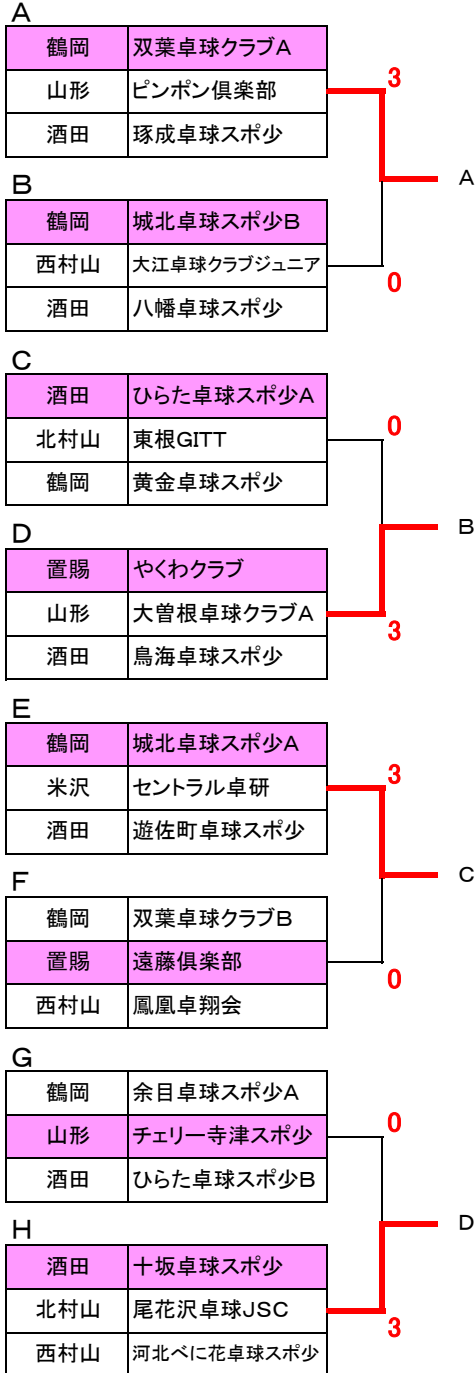 A
鶴岡 双葉卓球クラブA
山形 ピンポン倶楽部
酒田 琢成卓球スポ少
3
A
B
鶴岡 城北卓球スポ少B
西村山 大江卓球クラブジュニア
酒田 八幡卓球スポ少
0
C
酒田 ひらた卓球スポ少A
北村山 東根GITT
鶴岡 黄金卓球スポ少
0
B
D
置賜 やくわクラブ
山形 大曽根卓球クラブA
酒田 鳥海卓球スポ少
3
E
鶴岡 城北卓球スポ少A
米沢 セントラル卓研
酒田 遊佐町卓球スポ少
3
C
F
鶴岡 双葉卓球クラブB
置賜 遠藤倶楽部
西村山 鳳凰卓翔会
0
G
鶴岡 余目卓球スポ少A
山形 チェリー寺津スポ少
酒田 ひらた卓球スポ少B
0
D
H
酒田 十坂卓球スポ少
北村山 尾花沢卓球JSC
西村山 河北べに花卓球スポ少
3